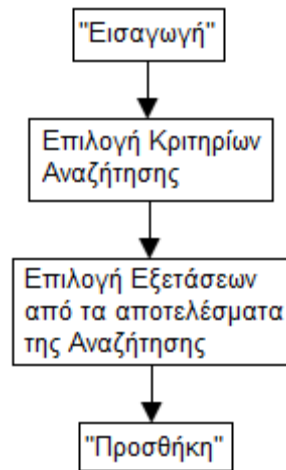 "Εισαγωγή"
Επιλογή Κριτηρίων
Αναζήτησης
Επιλογή Εξετάσεων
από τα αποτελέσματα
της Αναζήτησης
"Προσθήκη"